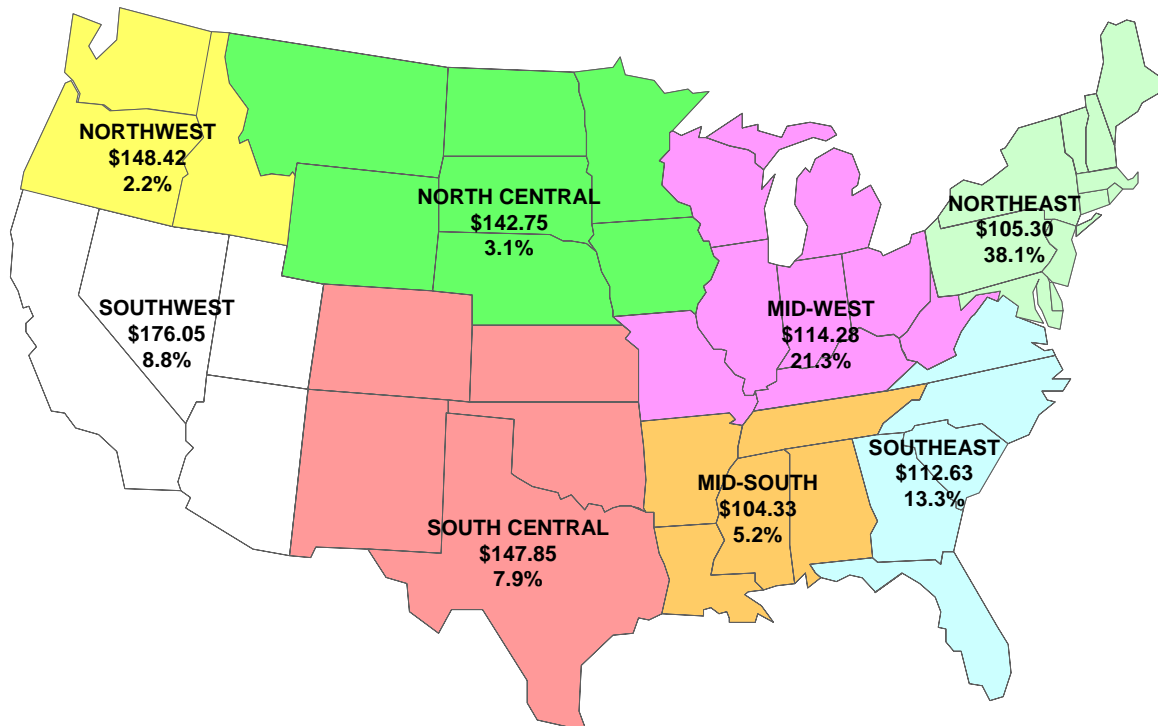 NORTHWEST
$148.42
2.2%
NORTH CENTRAL
$142.75
3.1%
NORTHEAST
$105.30
38.1%
SOUTHWEST
$176.05
8.8%
MID-WEST
$114.28
21.3%
SOUTHEAST
$112.63
13.3%
MID-SOUTH
$104.33
5.2%
SOUTH CENTRAL
$147.85
7.9%